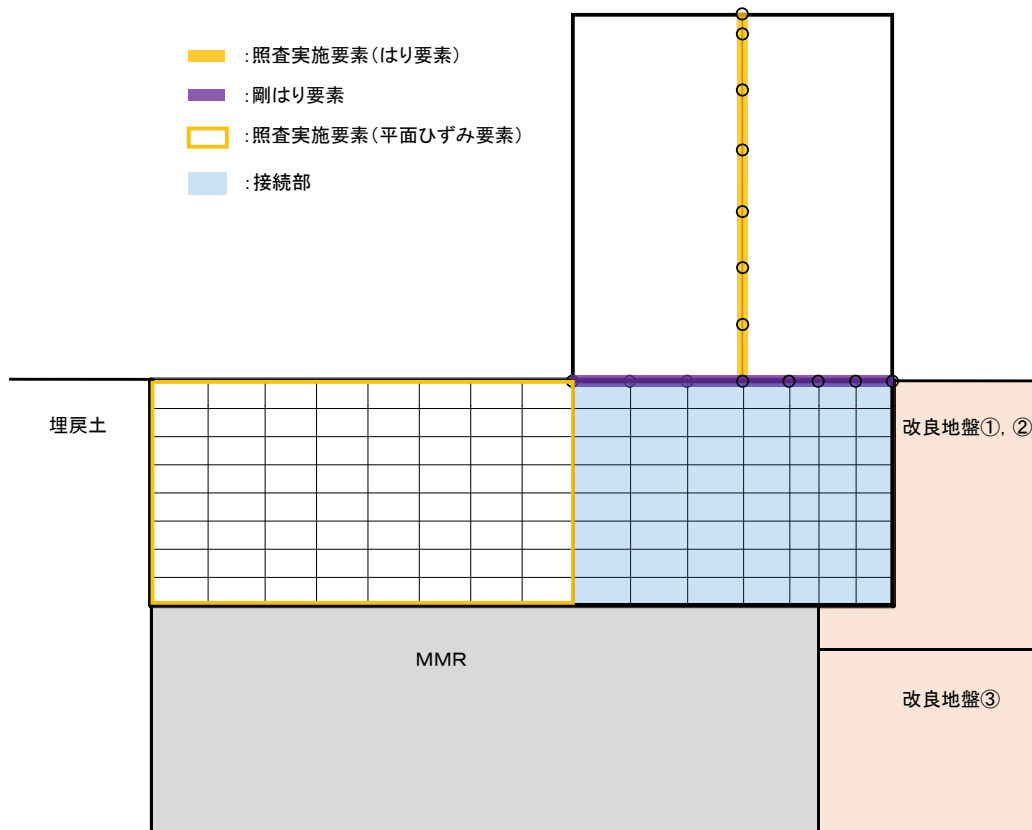 :照査実施要素(はり要素)
:剛はり要素
:照査実施要素(平面ひずみ要素)
:接続部
埋戻土
改良地盤①,②
MMR
改良地盤③